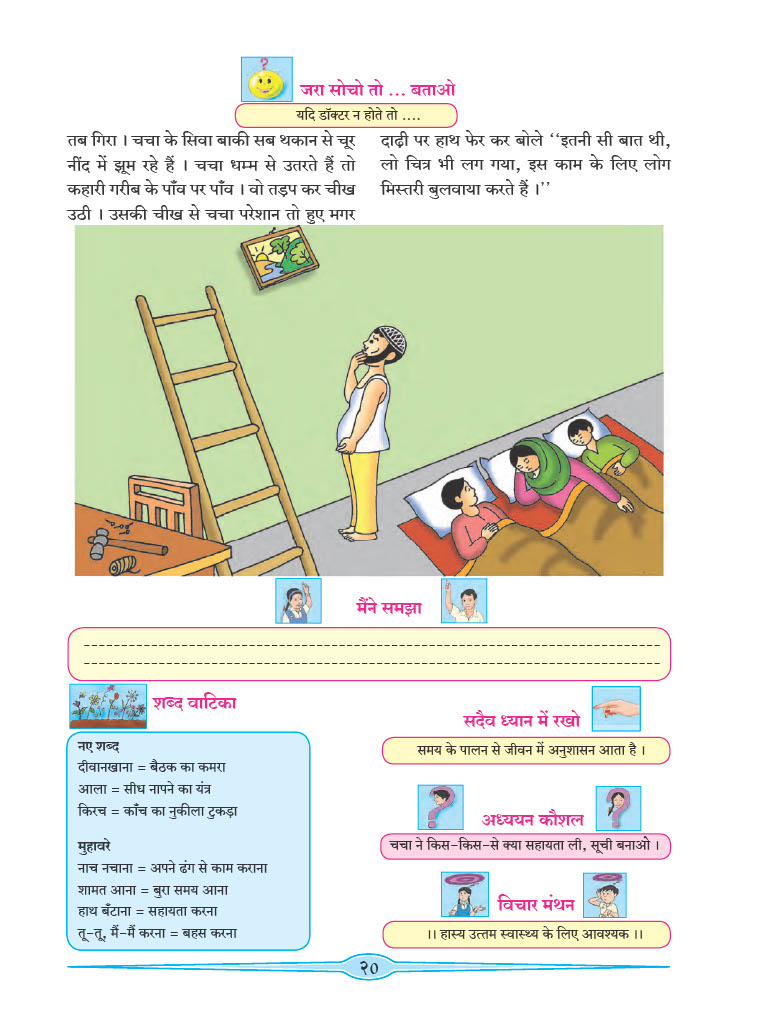 जरा सोचो तो ... बताओ
यदि डॉक्टर न होते तो ....
तब गिरा । चचा के सिवा बाकी सब थकान से चूर
नींद में झूम रहे हैं । चचा धम्म से उतरते हैं तो
कहारी गरीब के पाँव पर पाँव । वो तड़प कर चीख
उठी । उसकी चीख से चचा परेशान तो हुए मगर
दाढ़ी पर हाथ फेर कर बोले ‘‘इतनी सी बात थी,
लो चित्र भी लग गया, इस काम के लिए लोग
मिस्तरी बुलवाया करते हैं ।’’
मैंने समझा
शब्द वाटिका
नए शब्द
दीवानखाना = बैठक का कमरा
आला = सीध नापने का यंत्र
किरच = काँच का नुकीला टुकड़ा
मुहावरे
नाच नचाना = अपने ढंग से काम कराना
शामत आना = बुरा समय आना
हाथ बँटाना = सहायता करना
तू-तू, मैं-मैं करना = बहस करना
सदैव ध्यान में रखो
समय के पालन से जीवन में अनुशासन आता है ।
अध्ययन कौशल
चचा ने किस-किस-से क्या सहायता ली, सूची बनाओ ।
विचार मंथन
।। हास्य उत्तम स्वास्थ्य के लिए आवश्यक ।।
२०